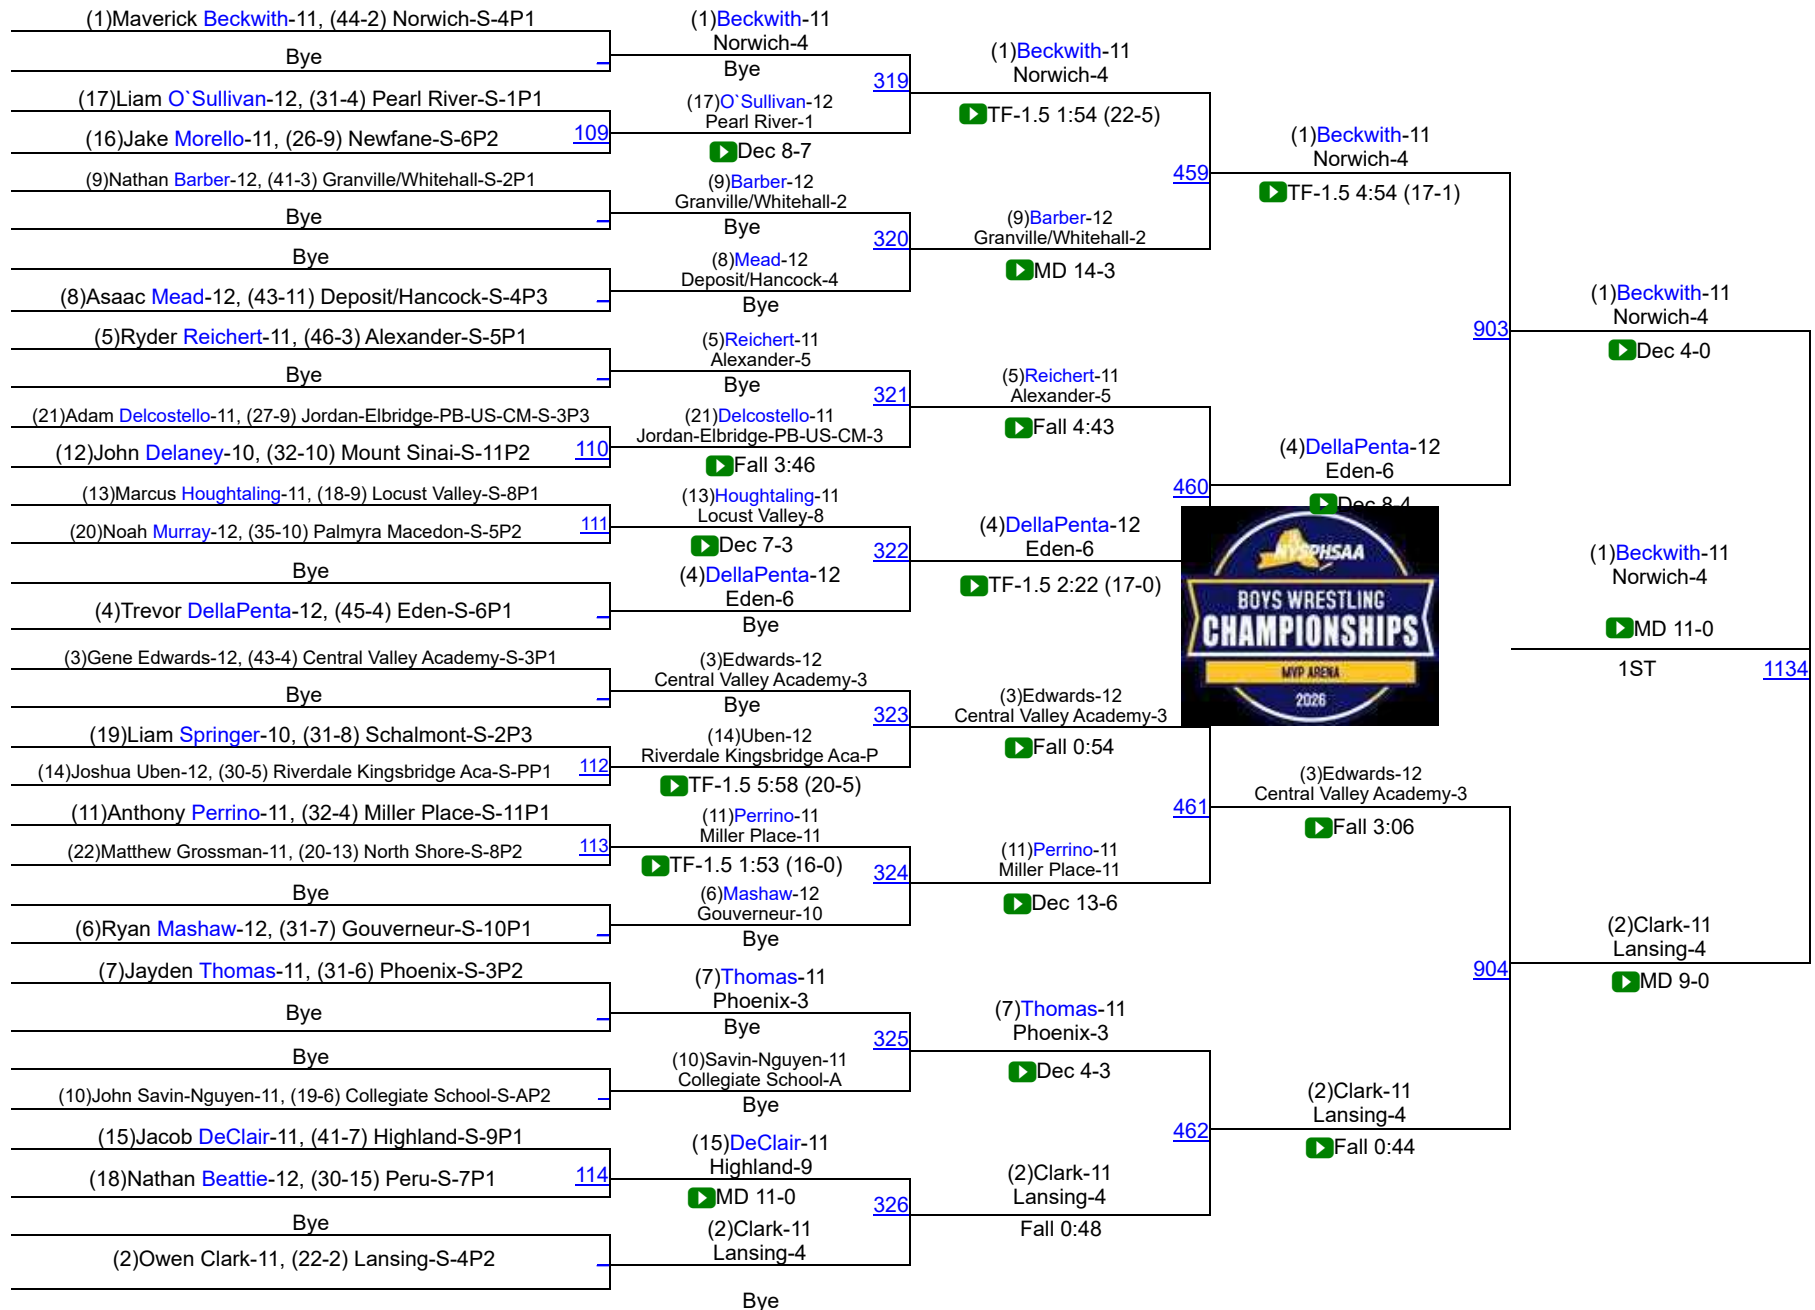 (1)Maverick Beckwith-11, (44-2) Norwich-S-4P1
Bye
(17)Liam O`Sullivan-12, (31-4) Pearl River-S-1P1
(16)Jake Morello-11, (26-9) Newfane-S-6P2
109
(9)Nathan Barber-12, (41-3) Granville/Whitehall-S-2P1
Bye
Bye
(8)Asaac Mead-12, (43-11) Deposit/Hancock-S-4P3
(5)Ryder Reichert-11, (46-3) Alexander-S-5P1
Bye
(21)Adam Delcostello-11, (27-9) Jordan-Elbridge-PB-US-CM-S-3P3
(12)John Delaney-10, (32-10) Mount Sinai-S-11P2
110
(13)Marcus Houghtaling-11, (18-9) Locust Valley-S-8P1
(20)Noah Murray-12, (35-10) Palmyra Macedon-S-5P2
111
Bye
(4)Trevor DellaPenta-12, (45-4) Eden-S-6P1
(3)Gene Edwards-12, (43-4) Central Valley Academy-S-3P1
Bye
(19)Liam Springer-10, (31-8) Schalmont-S-2P3
(14)Joshua Uben-12, (30-5) Riverdale Kingsbridge Aca-S-PP1
112
(11)Anthony Perrino-11, (32-4) Miller Place-S-11P1
(22)Matthew Grossman-11, (20-13) North Shore-S-8P2
113
Bye
(6)Ryan Mashaw-12, (31-7) Gouverneur-S-10P1
(7)Jayden Thomas-11, (31-6) Phoenix-S-3P2
Bye
Bye
(10)John Savin-Nguyen-11, (19-6) Collegiate School-S-AP2
(15)Jacob DeClair-11, (41-7) Highland-S-9P1
(18)Nathan Beattie-12, (30-15) Peru-S-7P1
114
Bye
(2)Owen Clark-11, (22-2) Lansing-S-4P2
(1)Beckwith-11
Norwich-4
Bye
319
(17)O`Sullivan-12
Pearl River-1
Dec 8-7
(9)Barber-12
Granville/Whitehall-2
Bye
320
(8)Mead-12
Deposit/Hancock-4
Bye
(5)Reichert-11
Alexander-5
Bye
321
(21)Delcostello-11
Jordan-Elbridge-PB-US-CM-3
Fall 3:46
(13)Houghtaling-11
Locust Valley-8
Dec 7-3
322
(4)DellaPenta-12
Eden-6
Bye
(3)Edwards-12
Central Valley Academy-3
Bye
323
(14)Uben-12
Riverdale Kingsbridge Aca-P
TF-1.5 5:58 (20-5)
(11)Perrino-11
Miller Place-11
TF-1.5 1:53 (16-0)
324
(6)Mashaw-12
Gouverneur-10
Bye
(7)Thomas-11
Phoenix-3
Bye
325
(10)Savin-Nguyen-11
Collegiate School-A
Bye
(15)DeClair-11
Highland-9
MD 11-0
326
(2)Clark-11
Lansing-4
Bye
(1)Beckwith-11
Norwich-4
TF-1.5 1:54 (22-5)
459
(9)Barber-12
Granville/Whitehall-2
MD 14-3
(5)Reichert-11
Alexander-5
Fall 4:43
460
(4)DellaPenta-12
Eden-6
TF-1.5 2:22 (17-0)
(3)Edwards-12
Central Valley Academy-3
Fall 0:54
461
(11)Perrino-11
Miller Place-11
Dec 13-6
(7)Thomas-11
Phoenix-3
Dec 4-3
462
(2)Clark-11
Lansing-4
Fall 0:48
(1)Beckwith-11
Norwich-4
TF-1.5 4:54 (17-1)
903
(4)DellaPenta-12
Eden-6
Dec 8-4
NYSPHSAA
BOYS WRESTLING
CHAMPIONSHIPS
MVP ARENA
2026
(3)Edwards-12
Central Valley Academy-3
Fall 3:06
904
(2)Clark-11
Lansing-4
Fall 0:44
(1)Beckwith-11
Norwich-4
Dec 4-0
(1)Beckwith-11
Norwich-4
MD 11-0
1ST
1134
(2)Clark-11
Lansing-4
MD 9-0